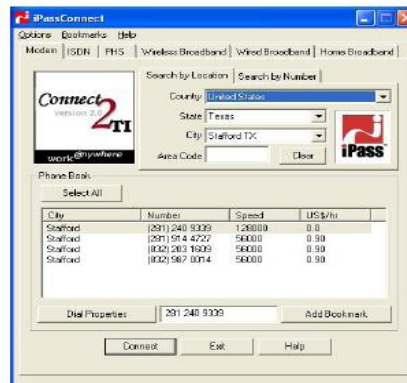 iPassConnect
Options Bookmarks Help
Modem ISDN PHS Wireless Broadband Wired Broadband Home Broadband
Search by Location Search by Number
Country United States
State Texas
City Stafford TX
Area Code Clear
Connect
version 2.0
2TI
work @nywhere
iPass
Phone Book
Select All
City Number Speed US$/hr
Stafford (281) 240 9339 128000 0.0
Stafford (281) 914 4727 56000 0.90
Stafford (832) 203 1609 56000 0.90
Stafford (832) 987 0014 56000 0.90
Dial Properties 281 240 9339 Add Bookmark
Connect Exit Help